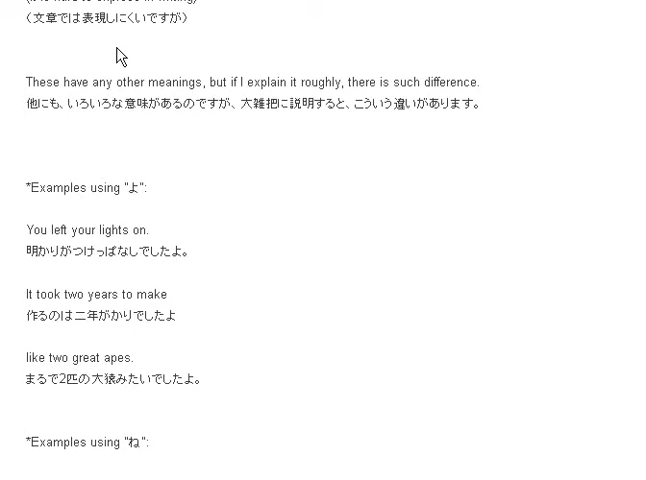 （文章では表現しにくいですが）
These have any other meanings, but if I explain it roughly, there is such difference.
他にも、いろいろな意味があるのですが、大雑把に説明すると、こういう違いがあります。
*Examples using "よ":
You left your lights on.
明かりがつけっぱなしでしたよ。
It took two years to make
作るのは二年がかりでしたよ
like two great apes.
まるで2匹の大猿みたいでしたよ。
*Examples using "ね":